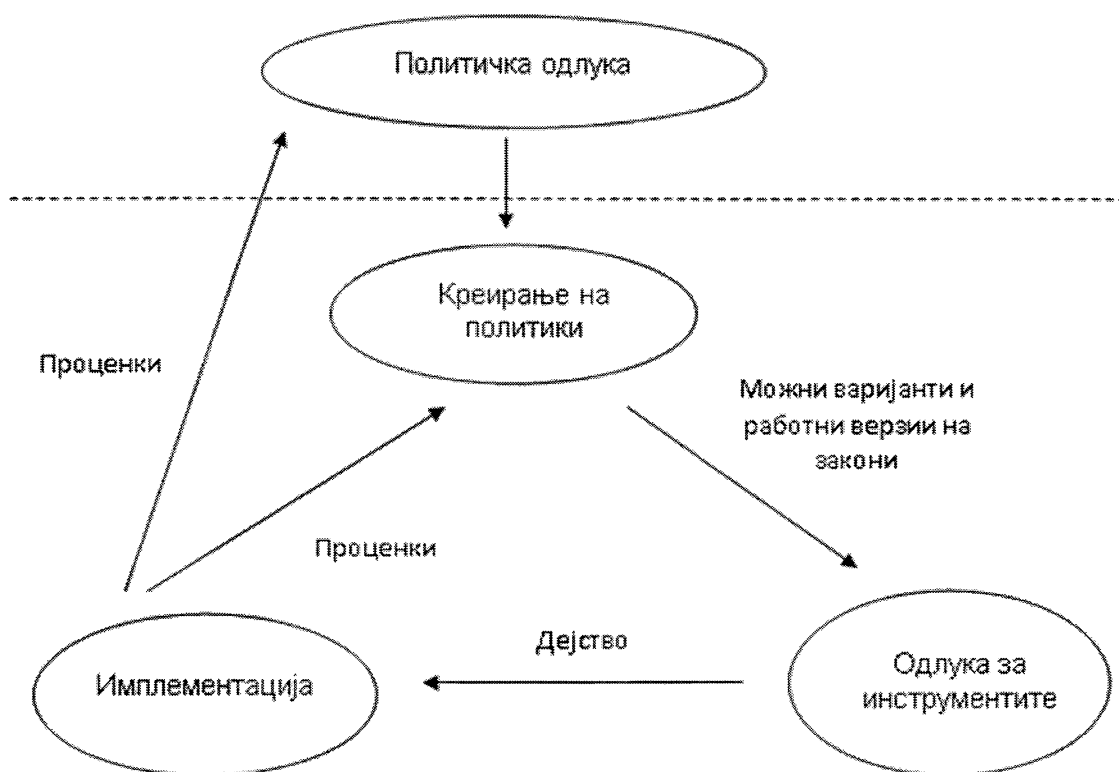 Политичка одлука
Креирање на
политики
Проценки
Можни варијанти и
работни верзии на
закони
Проценки
Дејство
Имплементација
Одлука за
инструментите